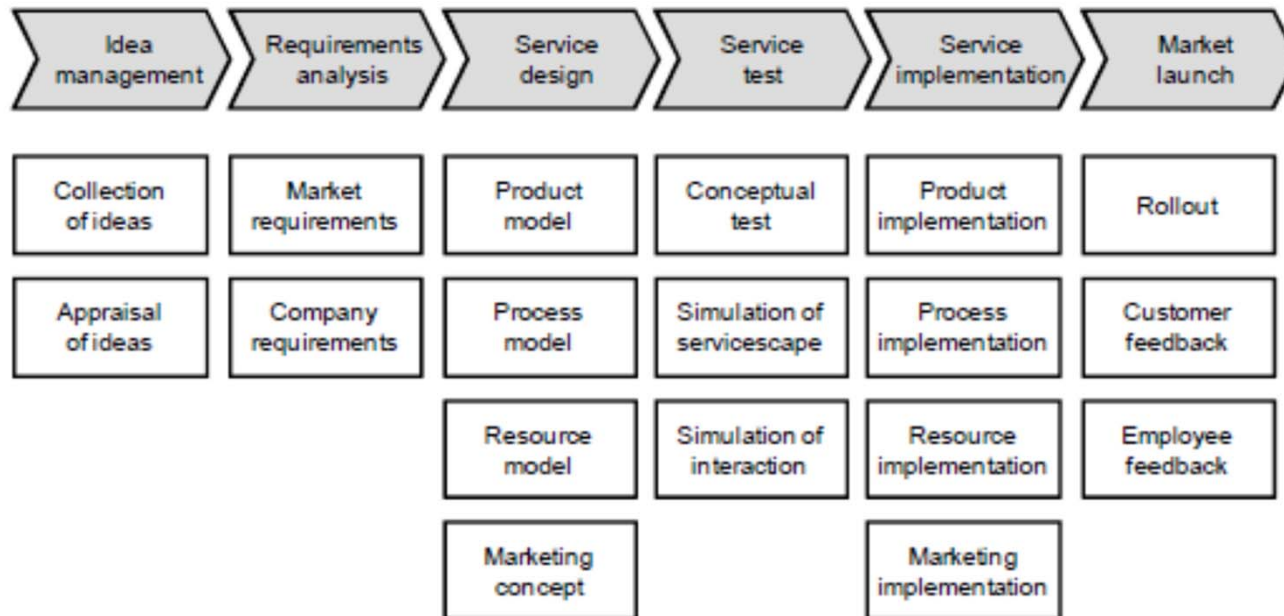 Idea
management
Requirements
analysis
Service
design
Service
test
Service
implementation
Market
launch
Collection
of ideas
Market
requirements
Product
model
Conceptual
test
Product
implementation
Rollout
Appraisal
of ideas
Company
requirements
Process
model
Simulation of
servicescape
Process
implementation
Customer
feedback
Resource
model
Simulation of
interaction
Resource
implementation
Employee
feedback
Marketing
concept
Marketing
implementation